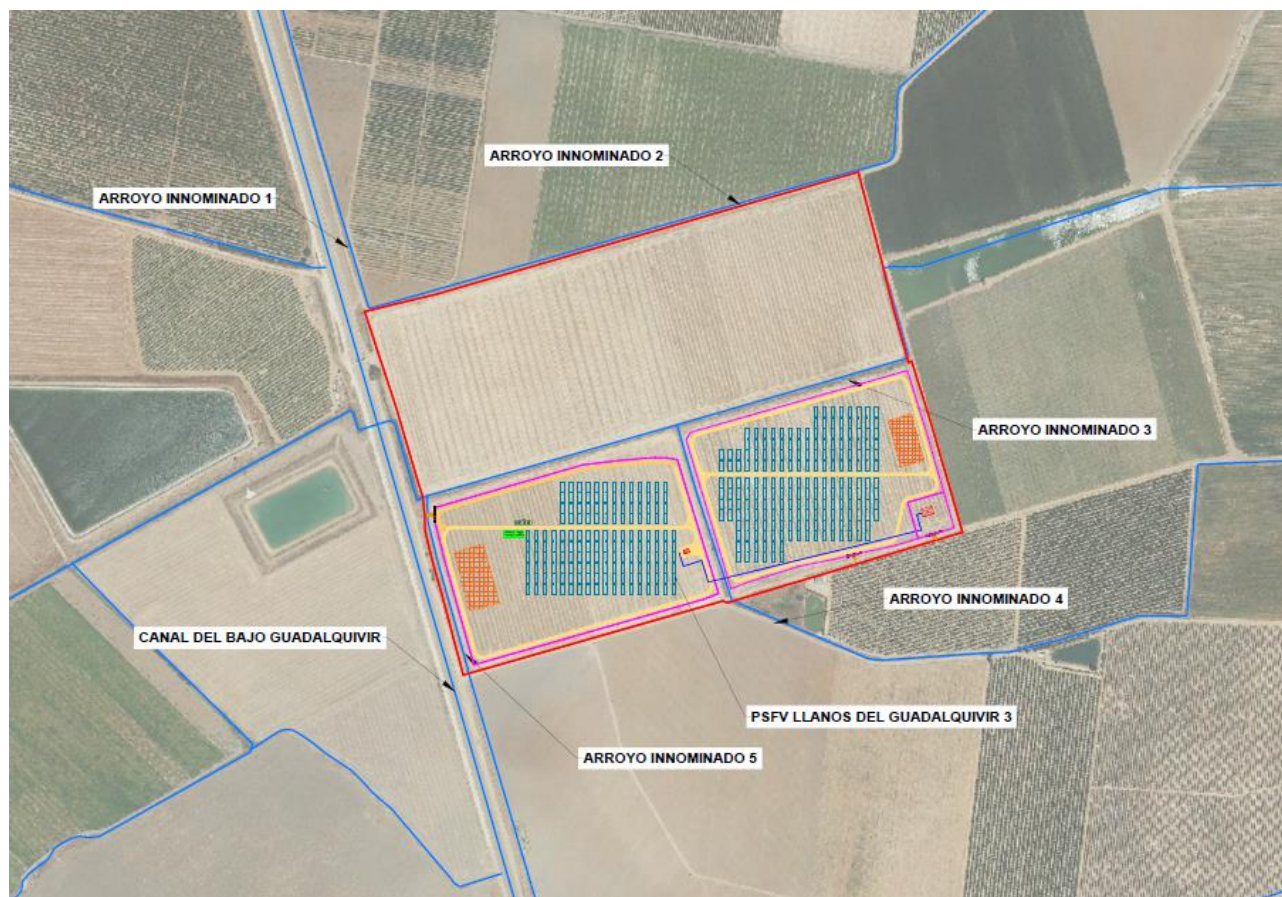 ARROYO INNOMINADO 2
ARROYO INNOMINADO 1
ARROYO INNOMINADO 3
ARROYO INNOMINADO 4
CANAL DEL BAJO GUADALQUIVIR
PSFV LLANOS DEL GUADALQUIVIR 3
ARROYO INNOMINADO 5